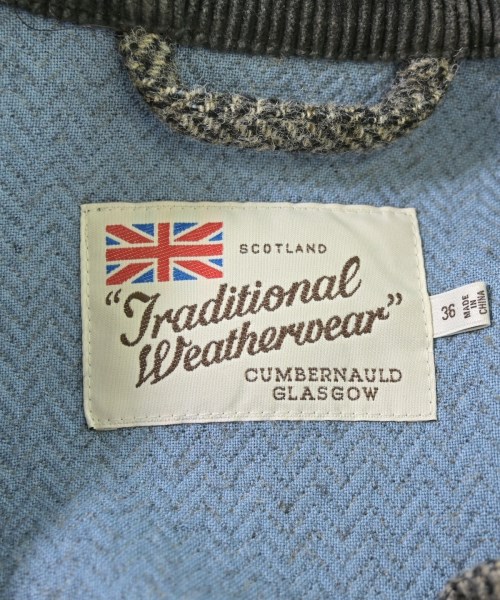 SCOTLAND
"Traditional
Weatherwear"
CUMBERNAULD
GLASGOW
36
MADE
IN
CHINA